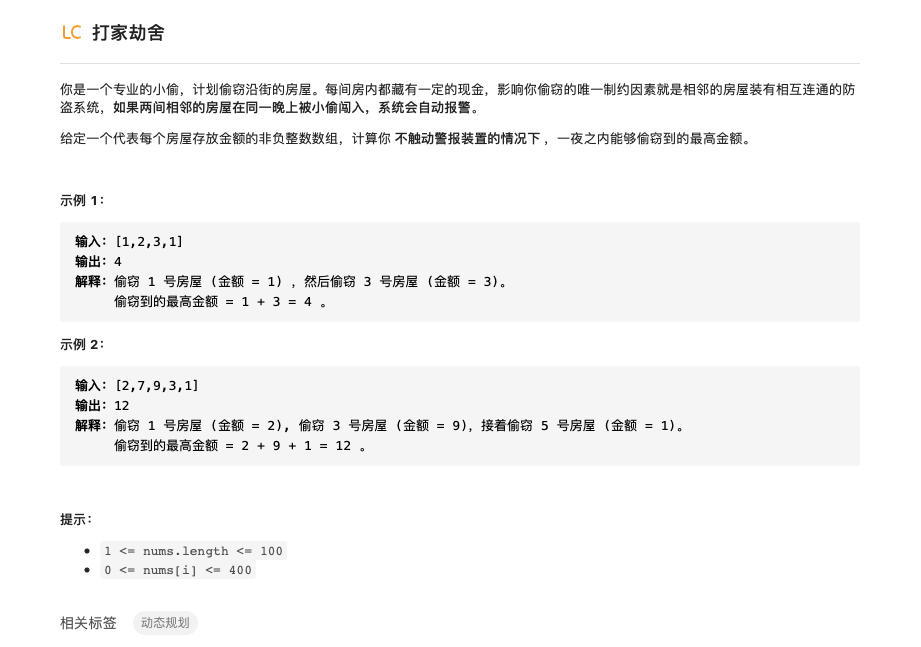 LC 打家劫舍
你是一个专业的小偷，计划偷窃沿街的房屋。每间房内都藏有一定的现金，影响你偷窃的唯一制约因素就是相邻的房屋装有相互连通的防
盗系统，如果两间相邻的房屋在同一晚上被小偷闯入，系统会自动报警。
给定一个代表每个房屋存放金额的非负整数数组，计算你 不触动警报装置的情况下 ，一夜之内能够偷窃到的最高金额。
示例 1：
输入：[1,2,3,1]
输出：4
解释：偷窃 1 号房屋 (金额 = 1) ，然后偷窃 3 号房屋 (金额 = 3)。
偷窃到的最高金额 = 1 + 3 = 4 。
示例 2：
输入：[2,7,9,3,1]
输出：12
解释：偷窃 1 号房屋 (金额 = 2), 偷窃 3 号房屋 (金额 = 9)，接着偷窃 5 号房屋 (金额 = 1)。
偷窃到的最高金额 = 2 + 9 + 1 = 12 。
提示：
• 1 <= nums.length <= 100
• 0 <= nums[i] <= 400
相关标签 动态规划